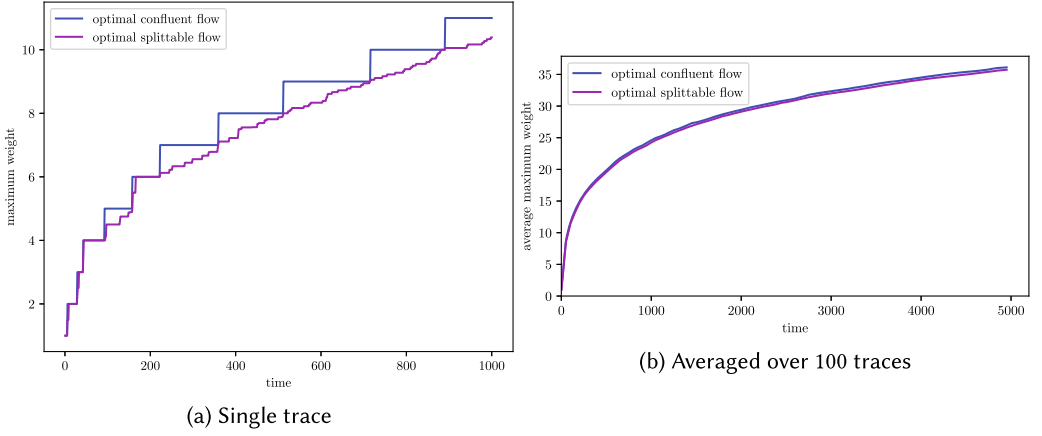 optimal confluent flow
optimal splittable flow
maximum weight
10
8
6
4
2
0
200
400
600
800
1000
time
(a) Single trace
optimal confluent flow
optimal splittable flow
average maximum weight
35
30
25
20
15
10
5
0
0
1000
2000
3000
4000
5000
time
(b) Averaged over 100 traces